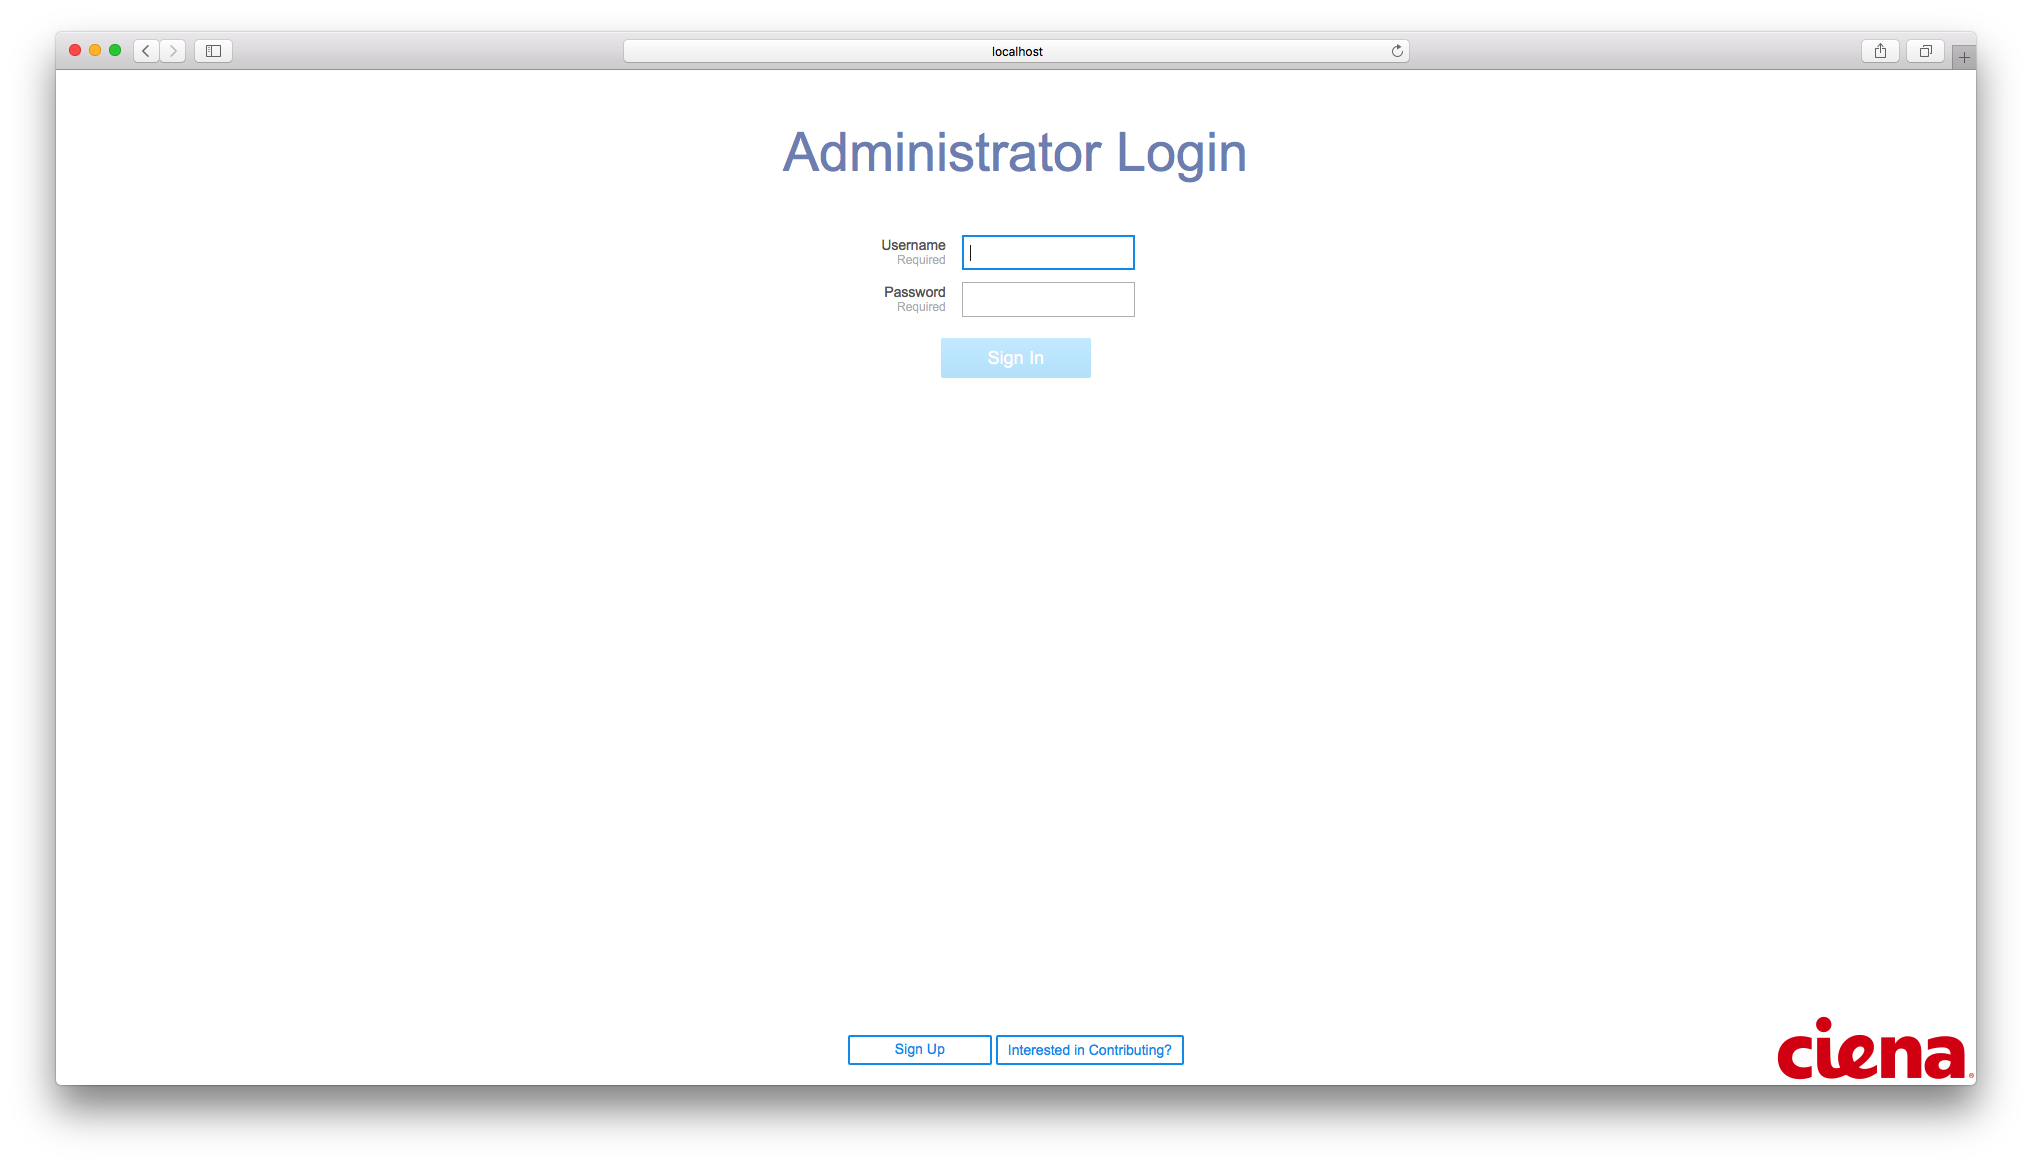 localhost
Administrator Login
Username
Required
Password
Required
Sign In
Sign Up
Interested in Contributing?
ciena®